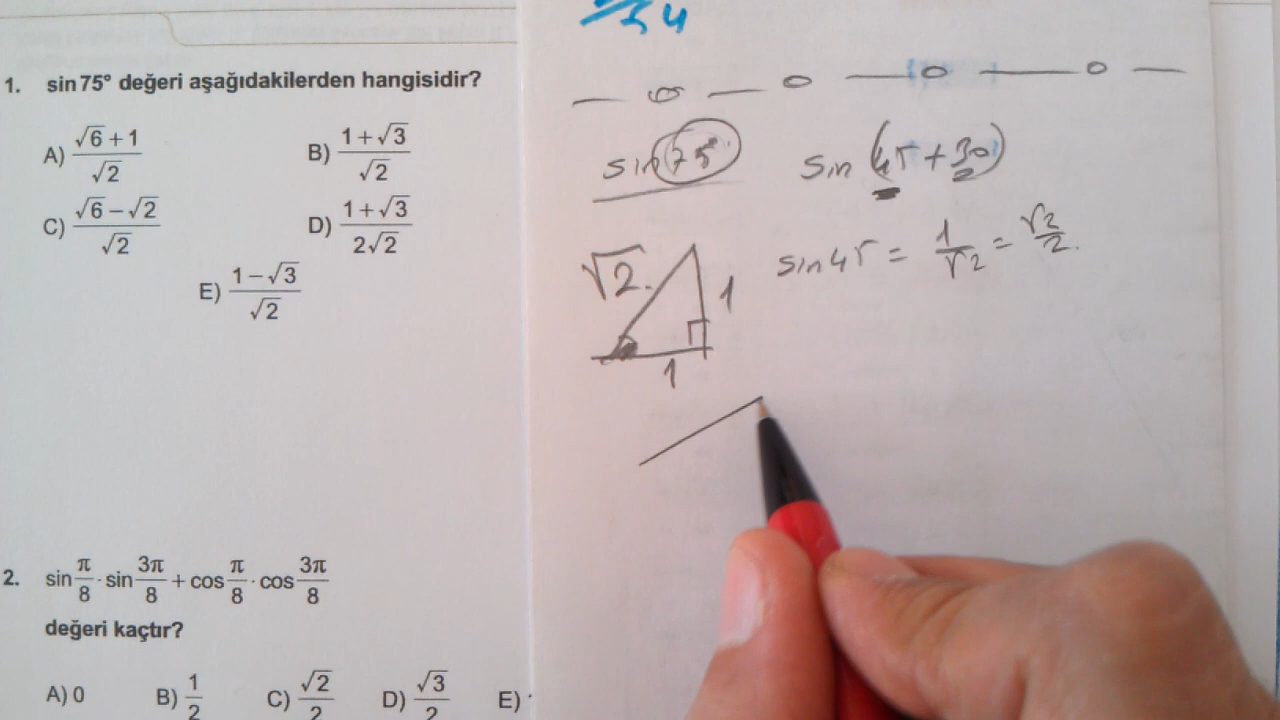 1. sin 75° değeri aşağıdakilerden hangisidir?
A) (√6 + 1)/√2 B) (1 + √3)/√2
C) (√6 − √2)/√2 D) (1 + √3)/(2√2)
E) (1 − √3)/√2
2. sin π/8 · sin 3π/8 + cos π/8 · cos 3π/8
değeri kaçtır?
A) 0 B) 1/2 C) √2/2 D) √3/2 E)
sin 75 sin (45 + 30)
sin 45 = 1/√2 = √2/2.
√2 1
1